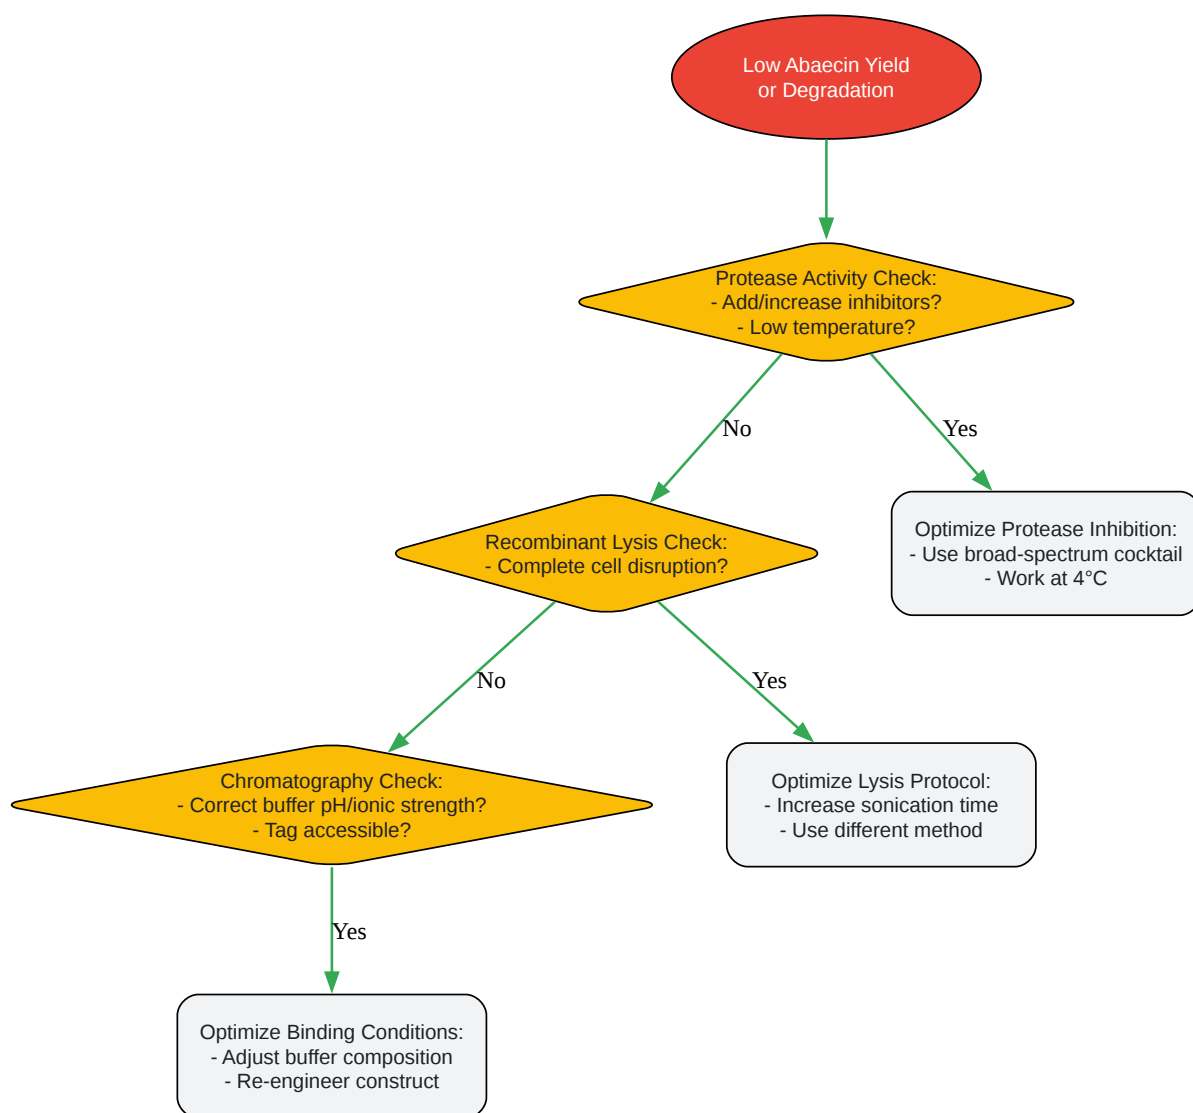 Low Abaecin Yield
or Degradation
Protease Activity Check:
- Add/increase inhibitors?
- Low temperature?
No
Yes
Optimize Protease Inhibition:
- Use broad-spectrum cocktail
- Work at 4°C
Recombinant Lysis Check:
- Complete cell disruption?
No
Yes
Optimize Lysis Protocol:
- Increase sonication time
- Use different method
Chromatography Check:
- Correct buffer pH/ionic strength?
- Tag accessible?
Yes
Optimize Binding Conditions:
- Adjust buffer composition
- Re-engineer construct